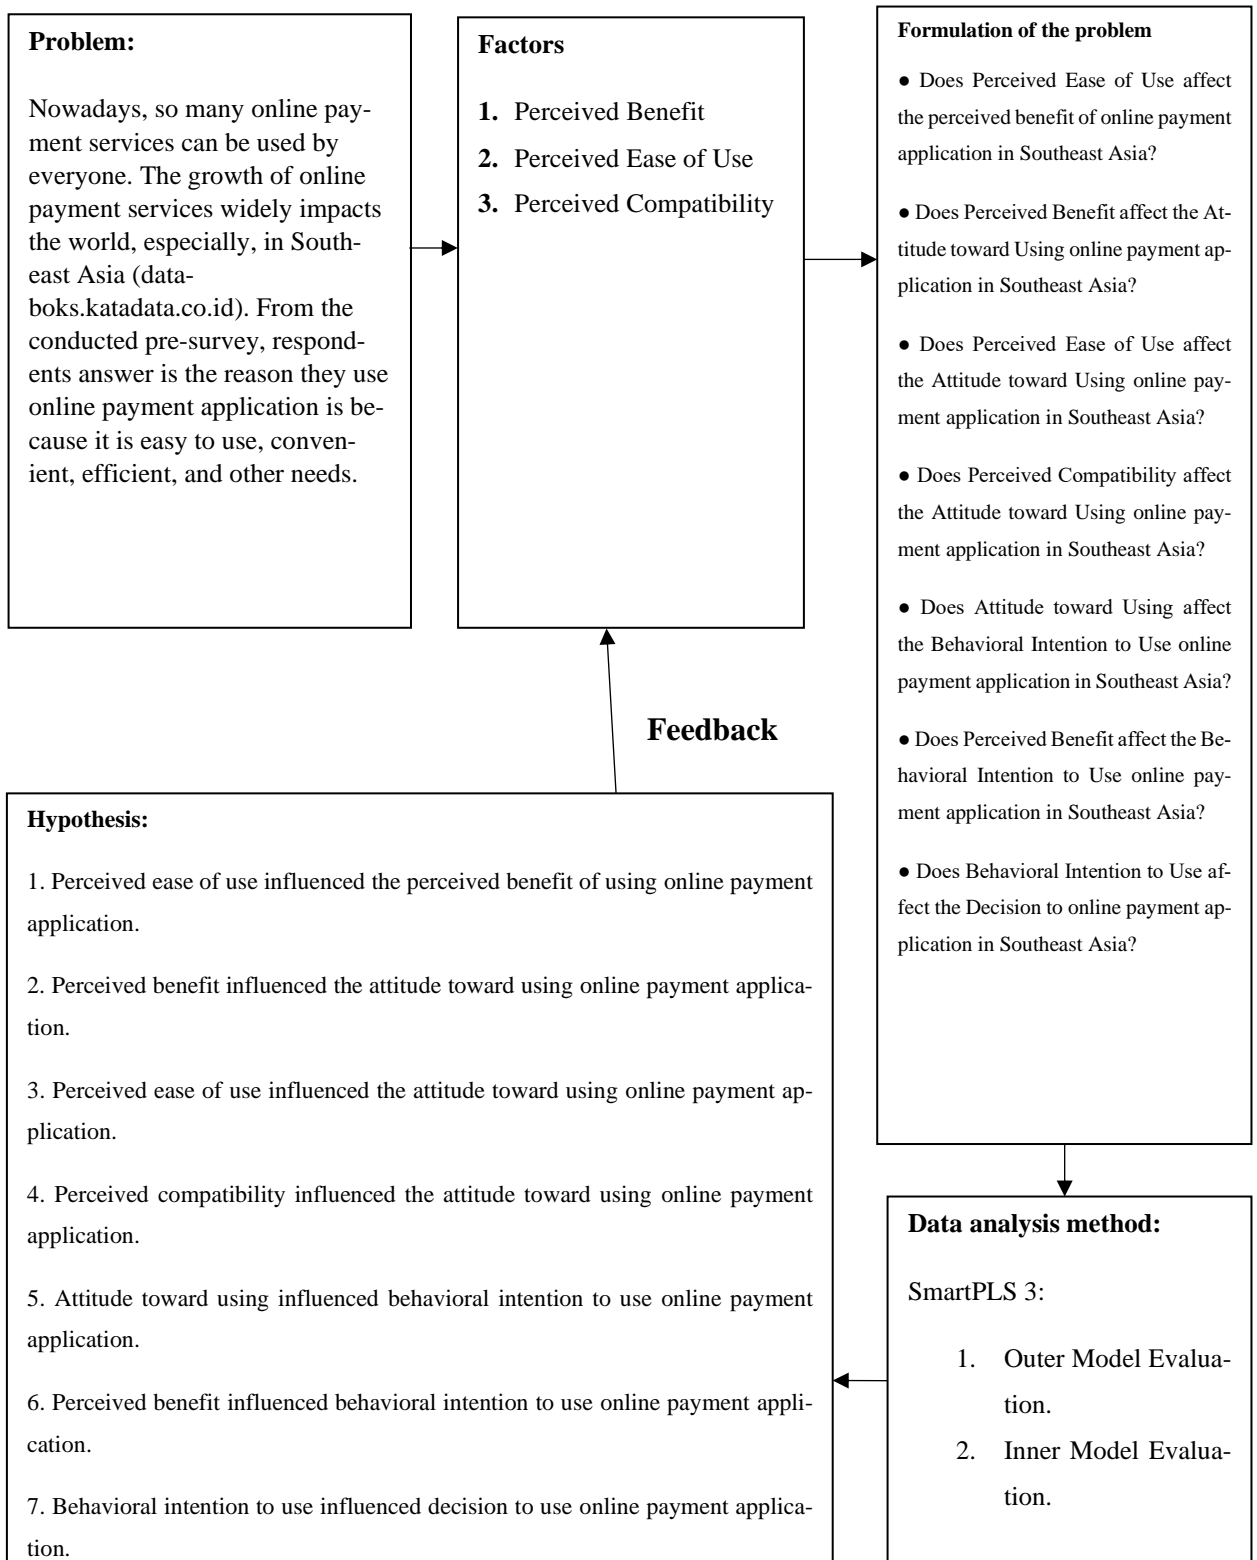 Problem:
Nowadays, so many online pay-
ment services can be used by
everyone. The growth of online
payment services widely impacts
the world, especially, in South-
east Asia (data-
boks.katadata.co.id). From the
conducted pre-survey, respond-
ents answer is the reason they use
online payment application is be-
cause it is easy to use, conven-
ient, efficient, and other needs.
Factors
1. Perceived Benefit
2. Perceived Ease of Use
3. Perceived Compatibility
Formulation of the problem
● Does Perceived Ease of Use affect
the perceived benefit of online payment
application in Southeast Asia?
● Does Perceived Benefit affect the At-
titude toward Using online payment ap-
plication in Southeast Asia?
● Does Perceived Ease of Use affect
the Attitude toward Using online pay-
ment application in Southeast Asia?
● Does Perceived Compatibility affect
the Attitude toward Using online pay-
ment application in Southeast Asia?
● Does Attitude toward Using affect
the Behavioral Intention to Use online
payment application in Southeast Asia?
● Does Perceived Benefit affect the Be-
havioral Intention to Use online pay-
ment application in Southeast Asia?
● Does Behavioral Intention to Use af-
fect the Decision to online payment ap-
plication in Southeast Asia?
Feedback
Hypothesis:
1. Perceived ease of use influenced the perceived benefit of using online payment
application.
2. Perceived benefit influenced the attitude toward using online payment applica-
tion.
3. Perceived ease of use influenced the attitude toward using online payment ap-
plication.
4. Perceived compatibility influenced the attitude toward using online payment
application.
5. Attitude toward using influenced behavioral intention to use online payment
application.
6. Perceived benefit influenced behavioral intention to use online payment appli-
cation.
7. Behavioral intention to use influenced decision to use online payment applica-
tion.
Data analysis method:
SmartPLS 3:
1. Outer Model Evalua-
tion.
2. Inner Model Evalua-
tion.